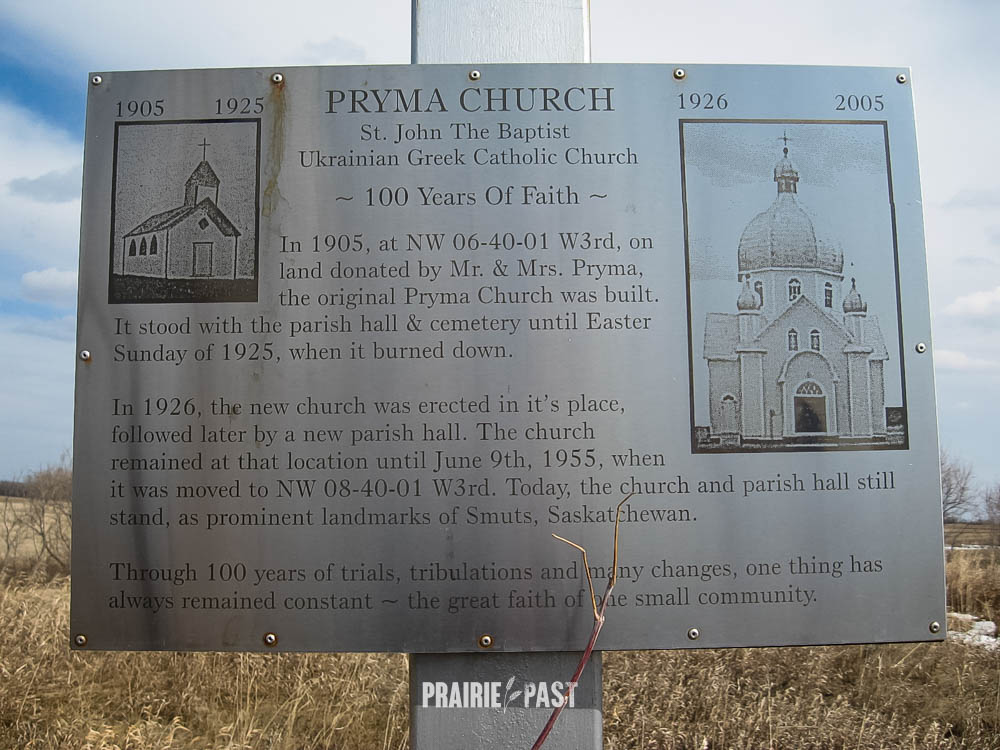 1905 1925
PRYMA CHURCH
1926 2005
St. John The Baptist
Ukrainian Greek Catholic Church
~ 100 Years Of Faith ~
In 1905, at NW 06-40-01 W3rd, on
land donated by Mr. & Mrs. Pryma,
the original Pryma Church was built.
It stood with the parish hall & cemetery until Easter
Sunday of 1925, when it burned down.
In 1926, the new church was erected in it's place,
followed later by a new parish hall. The church
remained at that location until June 9th, 1955, when
it was moved to NW 08-40-01 W3rd. Today, the church and parish hall still
stand, as prominent landmarks of Smuts, Saskatchewan.
Through 100 years of trials, tribulations and many changes, one thing has
always remained constant ~ the great faith of one small community.
PRAIRIE PAST